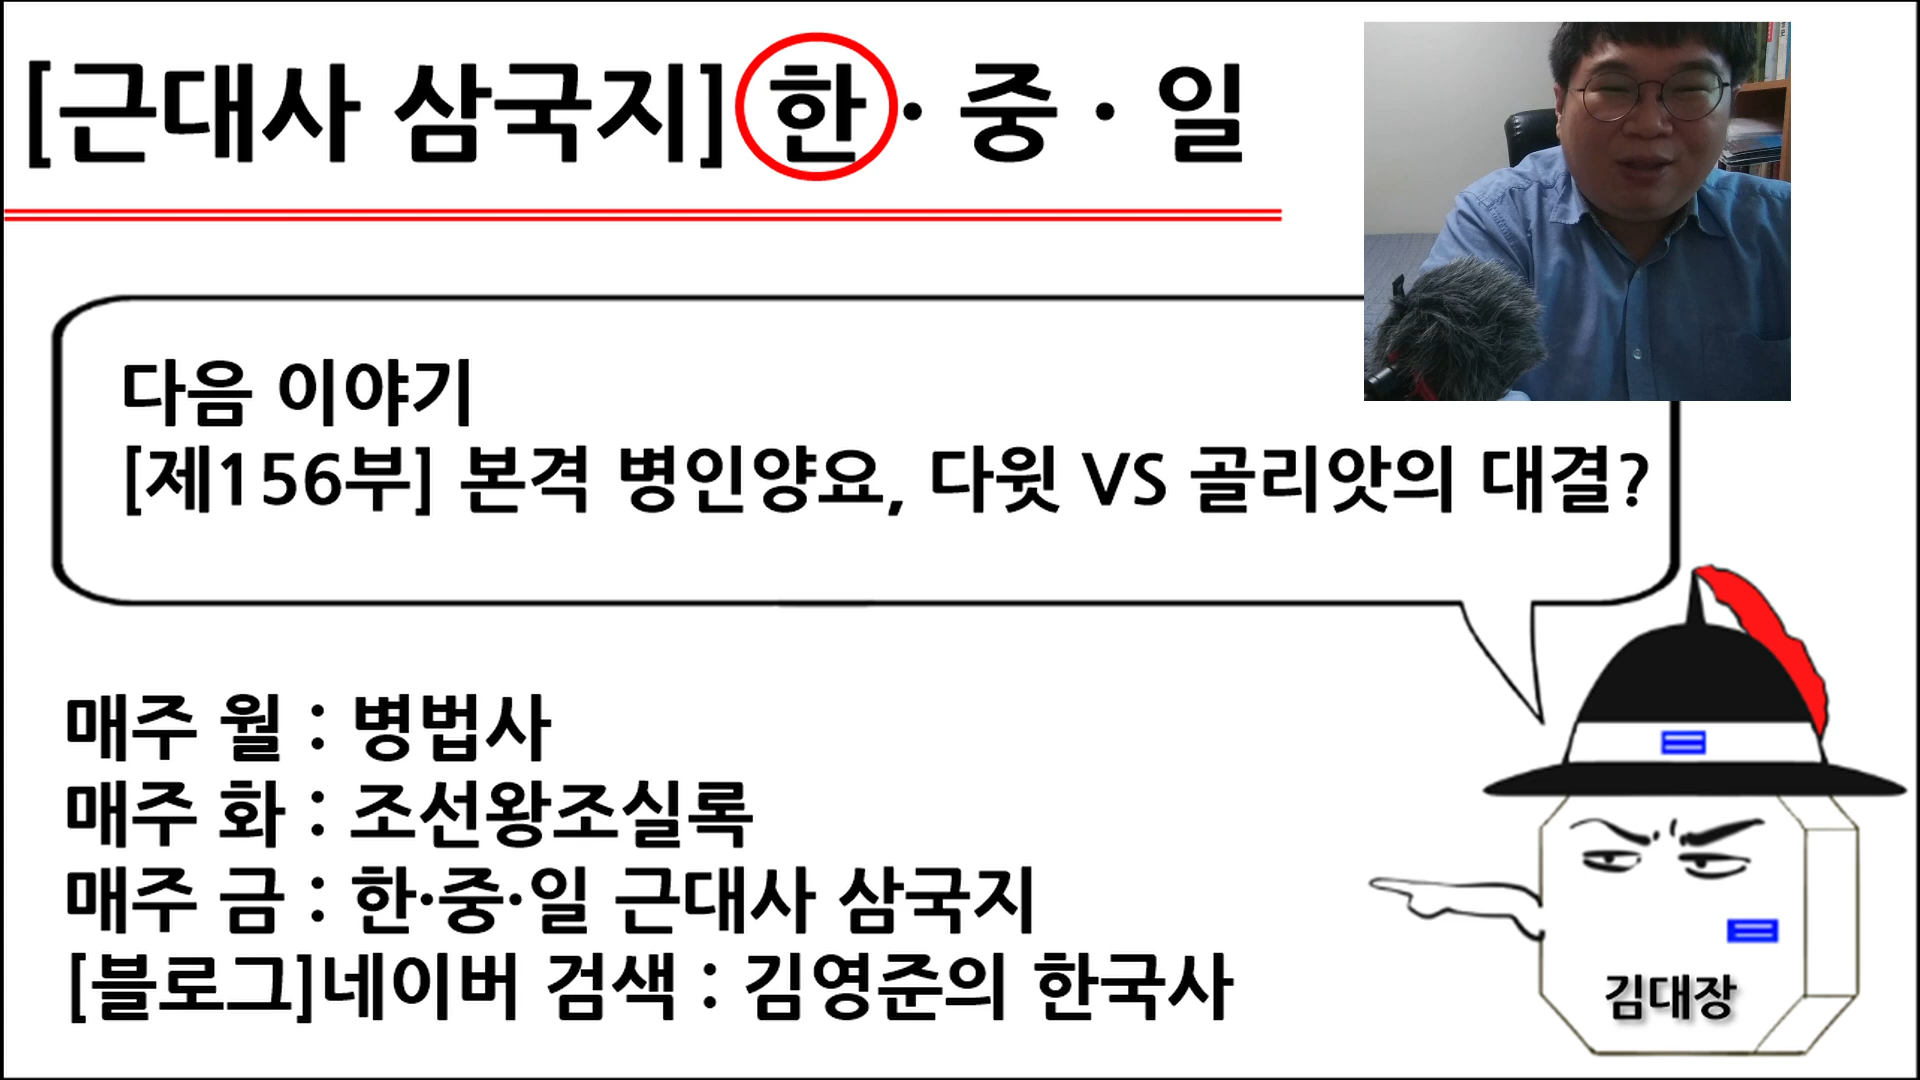 [근대사 삼국지] 한 · 중 · 일
다음 이야기
[제156부] 본격 병인양요, 다윗 VS 골리앗의 대결?
매주 월 : 병법사
매주 화 : 조선왕조실록
매주 금 : 한·중·일 근대사 삼국지
[블로그]네이버 검색 : 김영준의 한국사
김대장